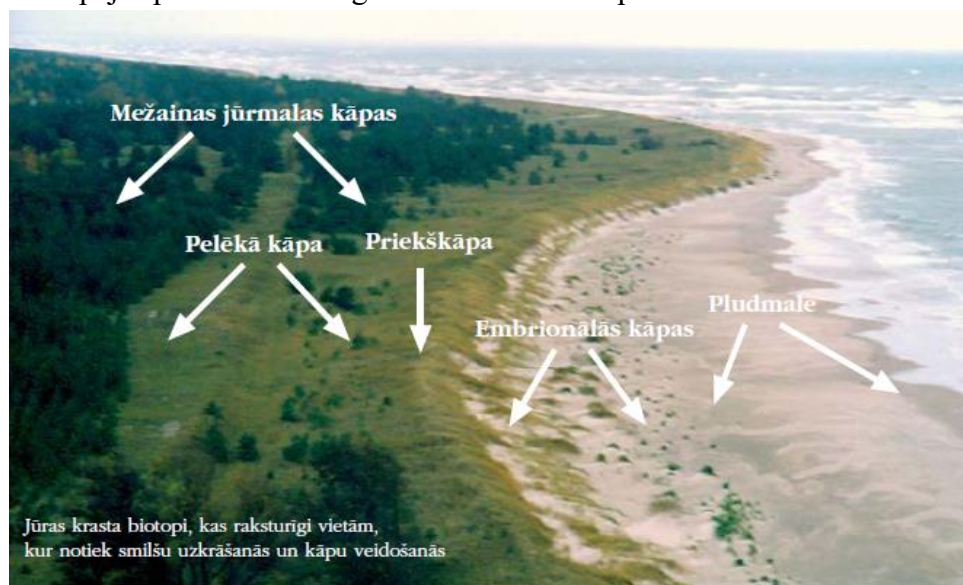 Mežainas jūrmalas kāpas
Pelēkā kāpa
Priekškāpa
Embrionālās kāpas
Pludmale
Jūras krasta biotopi, kas raksturīgi vietām,
kur notiek smilšu uzkrāšanās un kāpu veidošanās